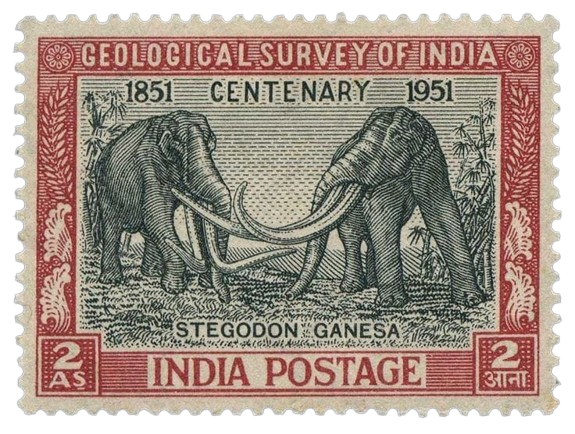 GEOLOGICAL SURVEY OF INDIA
1851 CENTENARY 1951
STEGODON GANESA
2 AS
INDIA POSTAGE
2 आना